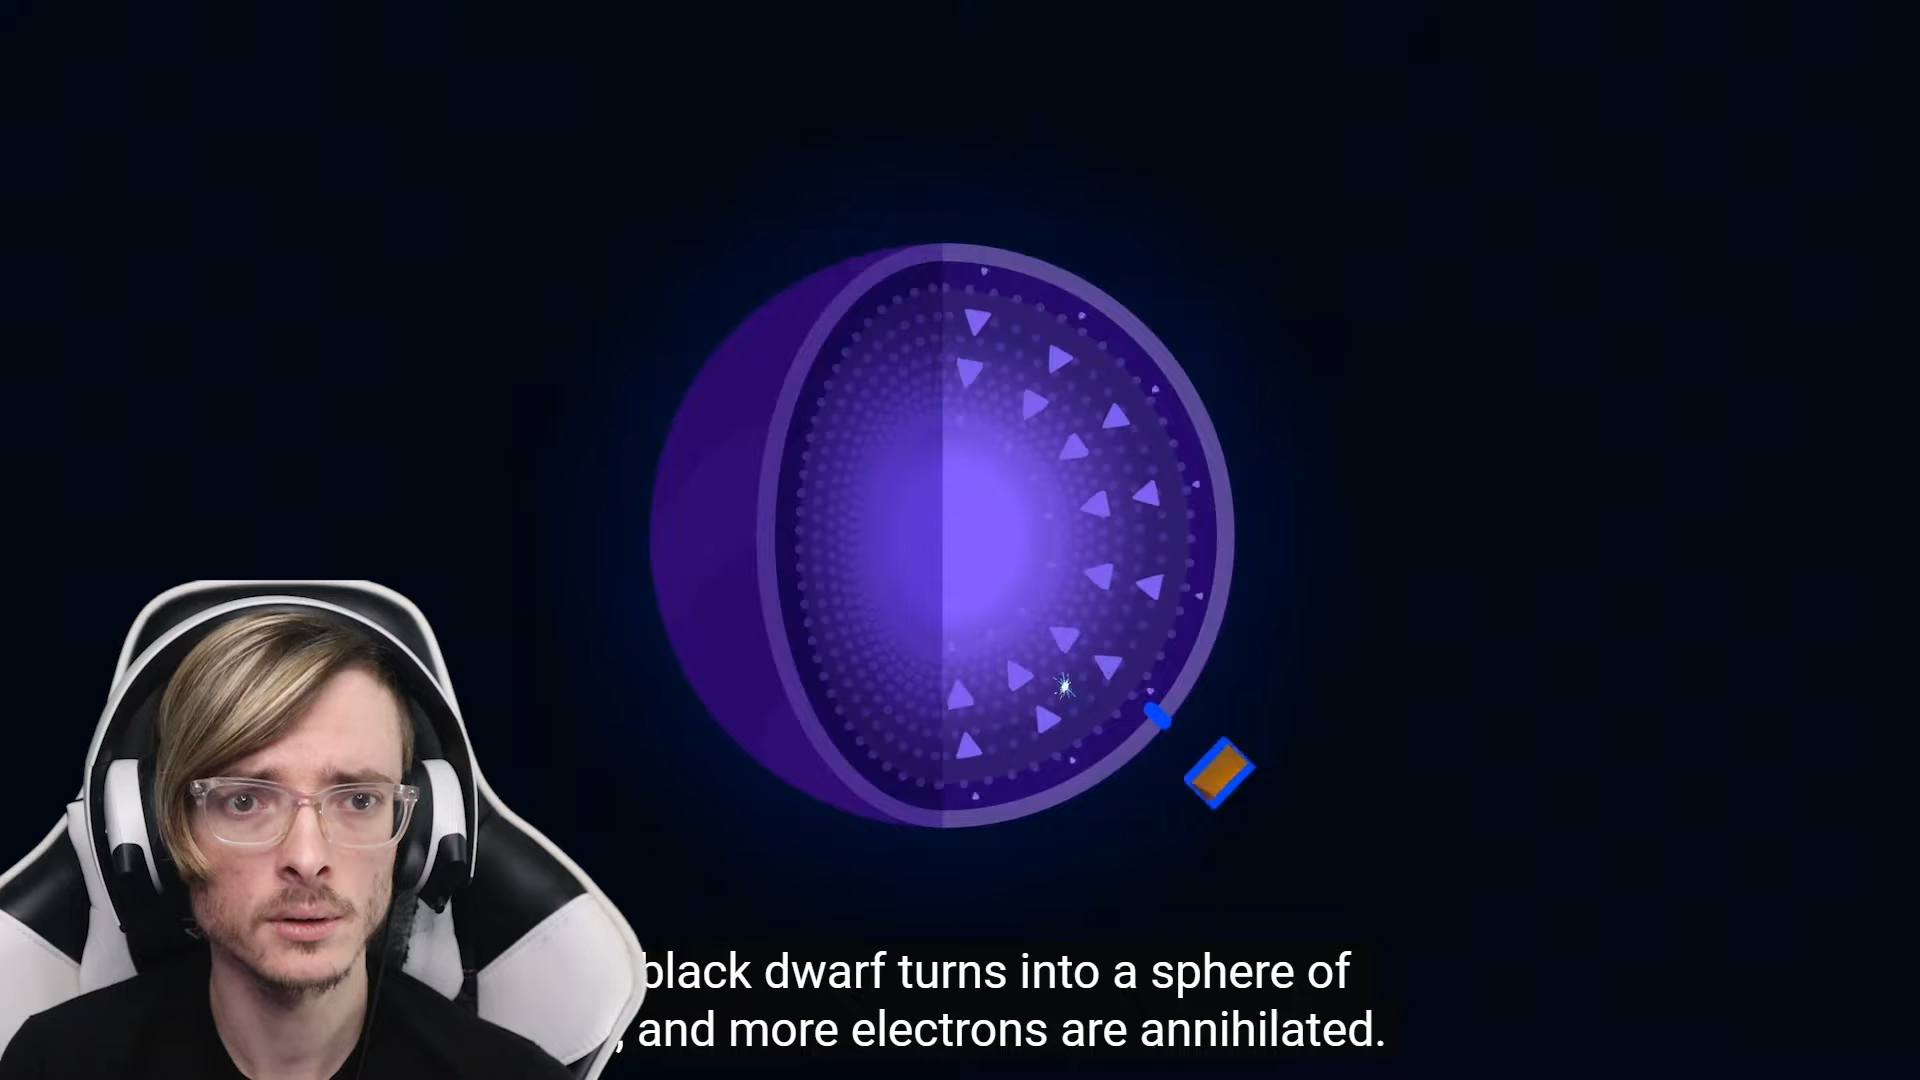 black dwarf turns into a sphere of
, and more electrons are annihilated.